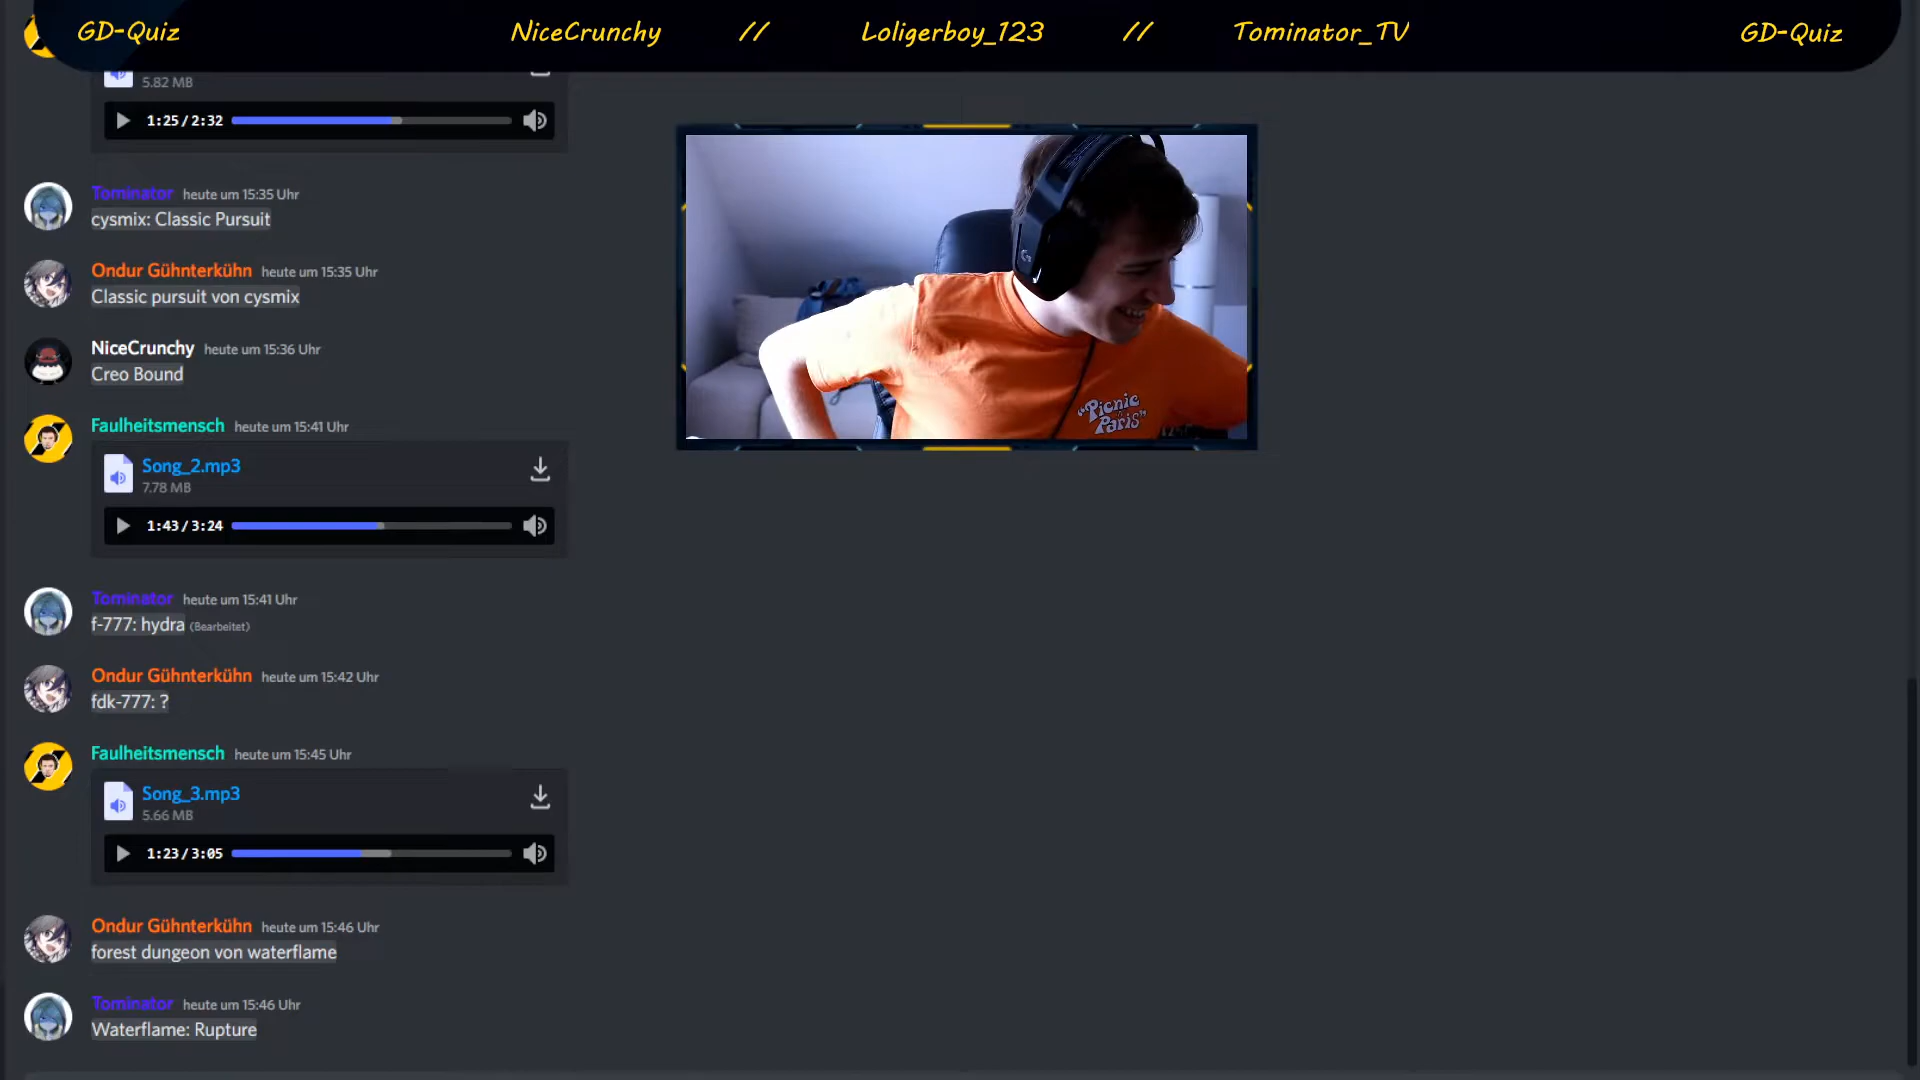 GD-Quiz NiceCrunchy // Loligerboy_123 // Tominator_TV GD-Quiz
5.82 MB
1:25 / 2:32
Tominator heute um 15:35 Uhr
cysmix: Classic Pursuit
Ondur Gühnterkühn heute um 15:35 Uhr
Classic pursuit von cysmix
NiceCrunchy heute um 15:36 Uhr
Creo Bound
Faulheitsmensch heute um 15:41 Uhr
Song_2.mp3
7.78 MB
1:43 / 3:24
Tominator heute um 15:41 Uhr
f-777: hydra (Bearbeitet)
Ondur Gühnterkühn heute um 15:42 Uhr
fdk-777: ?
Faulheitsmensch heute um 15:45 Uhr
Song_3.mp3
5.66 MB
1:23 / 3:05
Ondur Gühnterkühn heute um 15:46 Uhr
forest dungeon von waterflame
Tominator heute um 15:46 Uhr
Waterflame: Rupture
"Picnic
Paris"